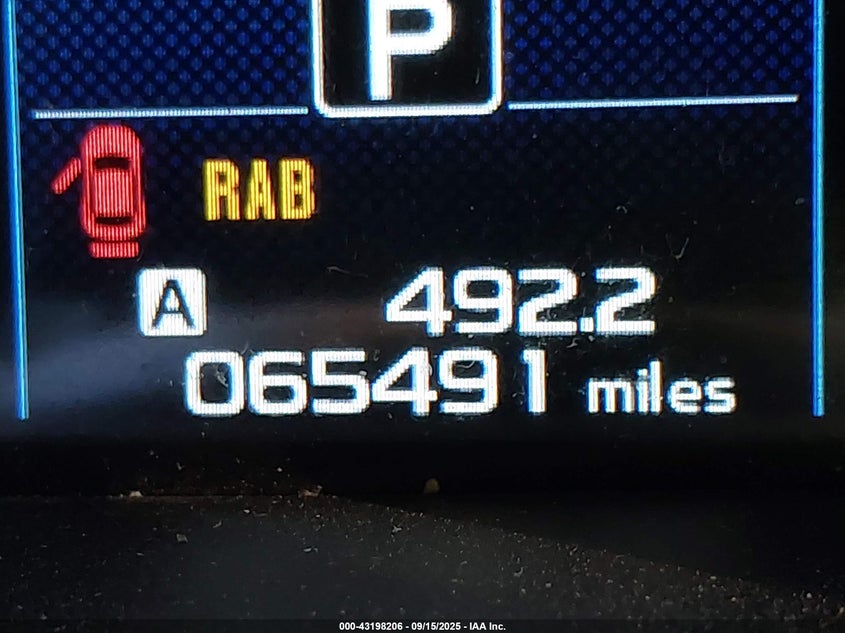 P
RAB
A 492.2
065491 miles
000-43198206 - 09/15/2025 - IAA Inc.